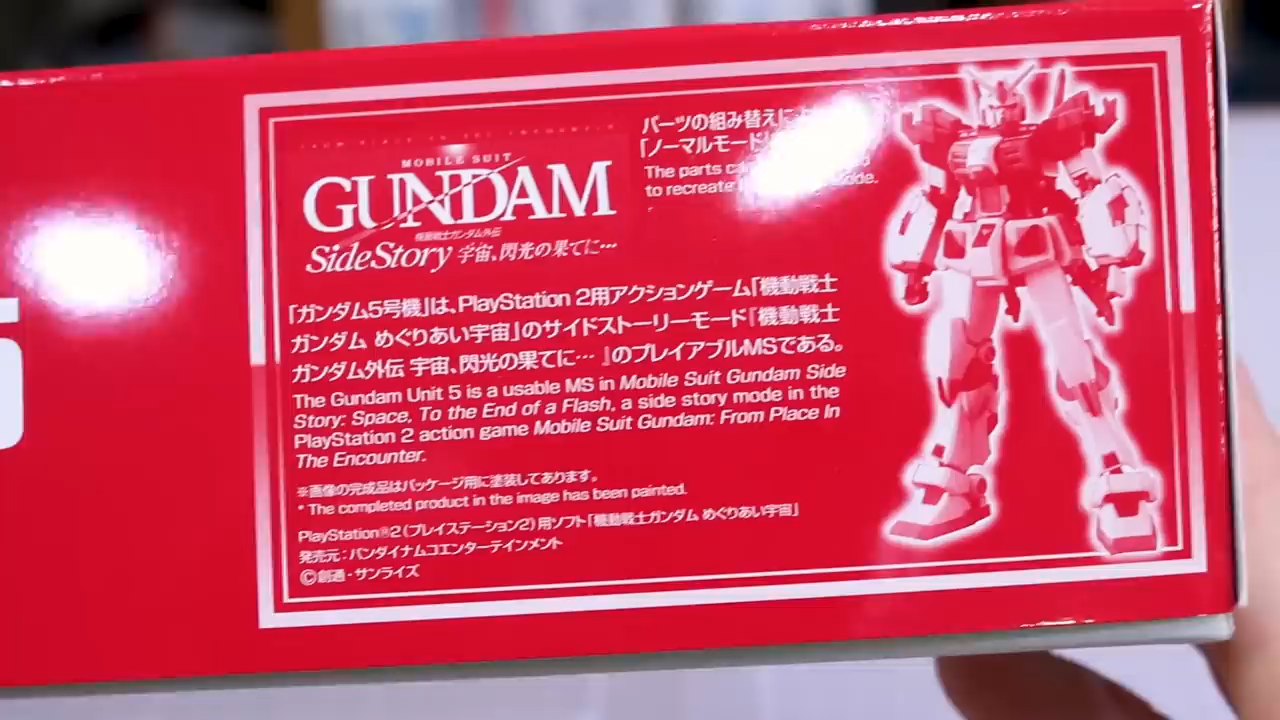 MOBILE SUIT
GUNDAM
機動戦士ガンダム外伝
Side Story 宇宙、閃光の果てに…
パーツの組み替えに
「ノーマルモード
The parts
to recreate
「ガンダム5号機」は、PlayStation 2用アクションゲーム「機動戦士
ガンダム めぐりあい宇宙」のサイドストーリーモード『機動戦士
ガンダム外伝 宇宙、閃光の果てに… 』のプレイアブルMSである。
The Gundam Unit 5 is a usable MS in Mobile Suit Gundam Side
Story: Space, To the End of a Flash, a side story mode in the
PlayStation 2 action game Mobile Suit Gundam: From Place In
The Encounter.
※画像の完成品はパッケージ用に塗装してあります。
* The completed product in the image has been painted.
PlayStation®2（プレイステーション2）用ソフト「機動戦士ガンダム めぐりあい宇宙」
発売元：バンダイナムコエンターテインメント
©創通・サンライズ